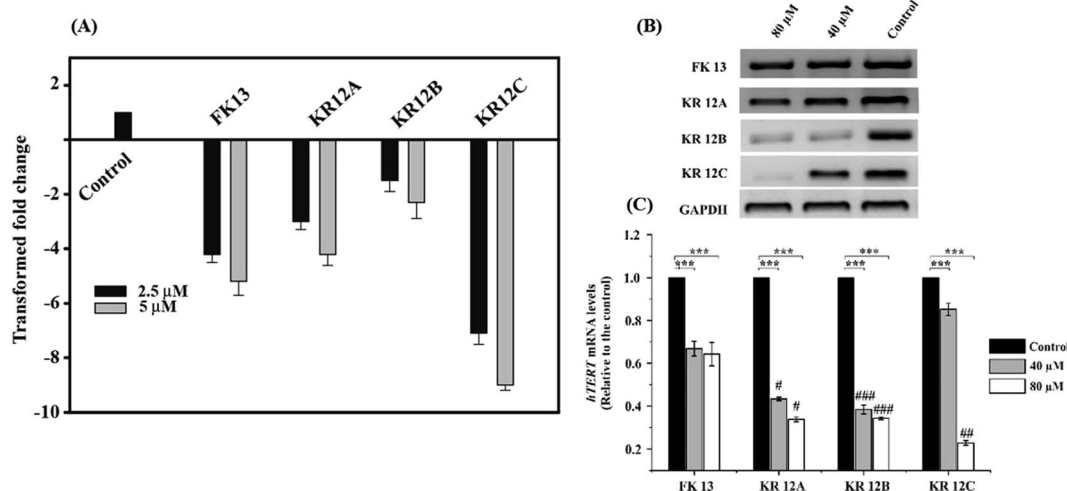 (A)
Transformed fold change
2
-2
-4
-6
-8
-10
Control
FK13
KR12A
KR12B
KR12C
2.5 µM
5 µM
(B)
80 µM
40 µM
Control
FK 13
KR 12A
KR 12B
KR 12C
GAPDH
(C)
hTERT mRNA levels
(Relative to the control)
1.2
1.0
0.8
0.6
0.4
0.2
***
***
***
***
***
***
***
***
#
#
###
###
##
FK 13
KR 12A
KR 12B
KR 12C
Control
40 µM
80 µM